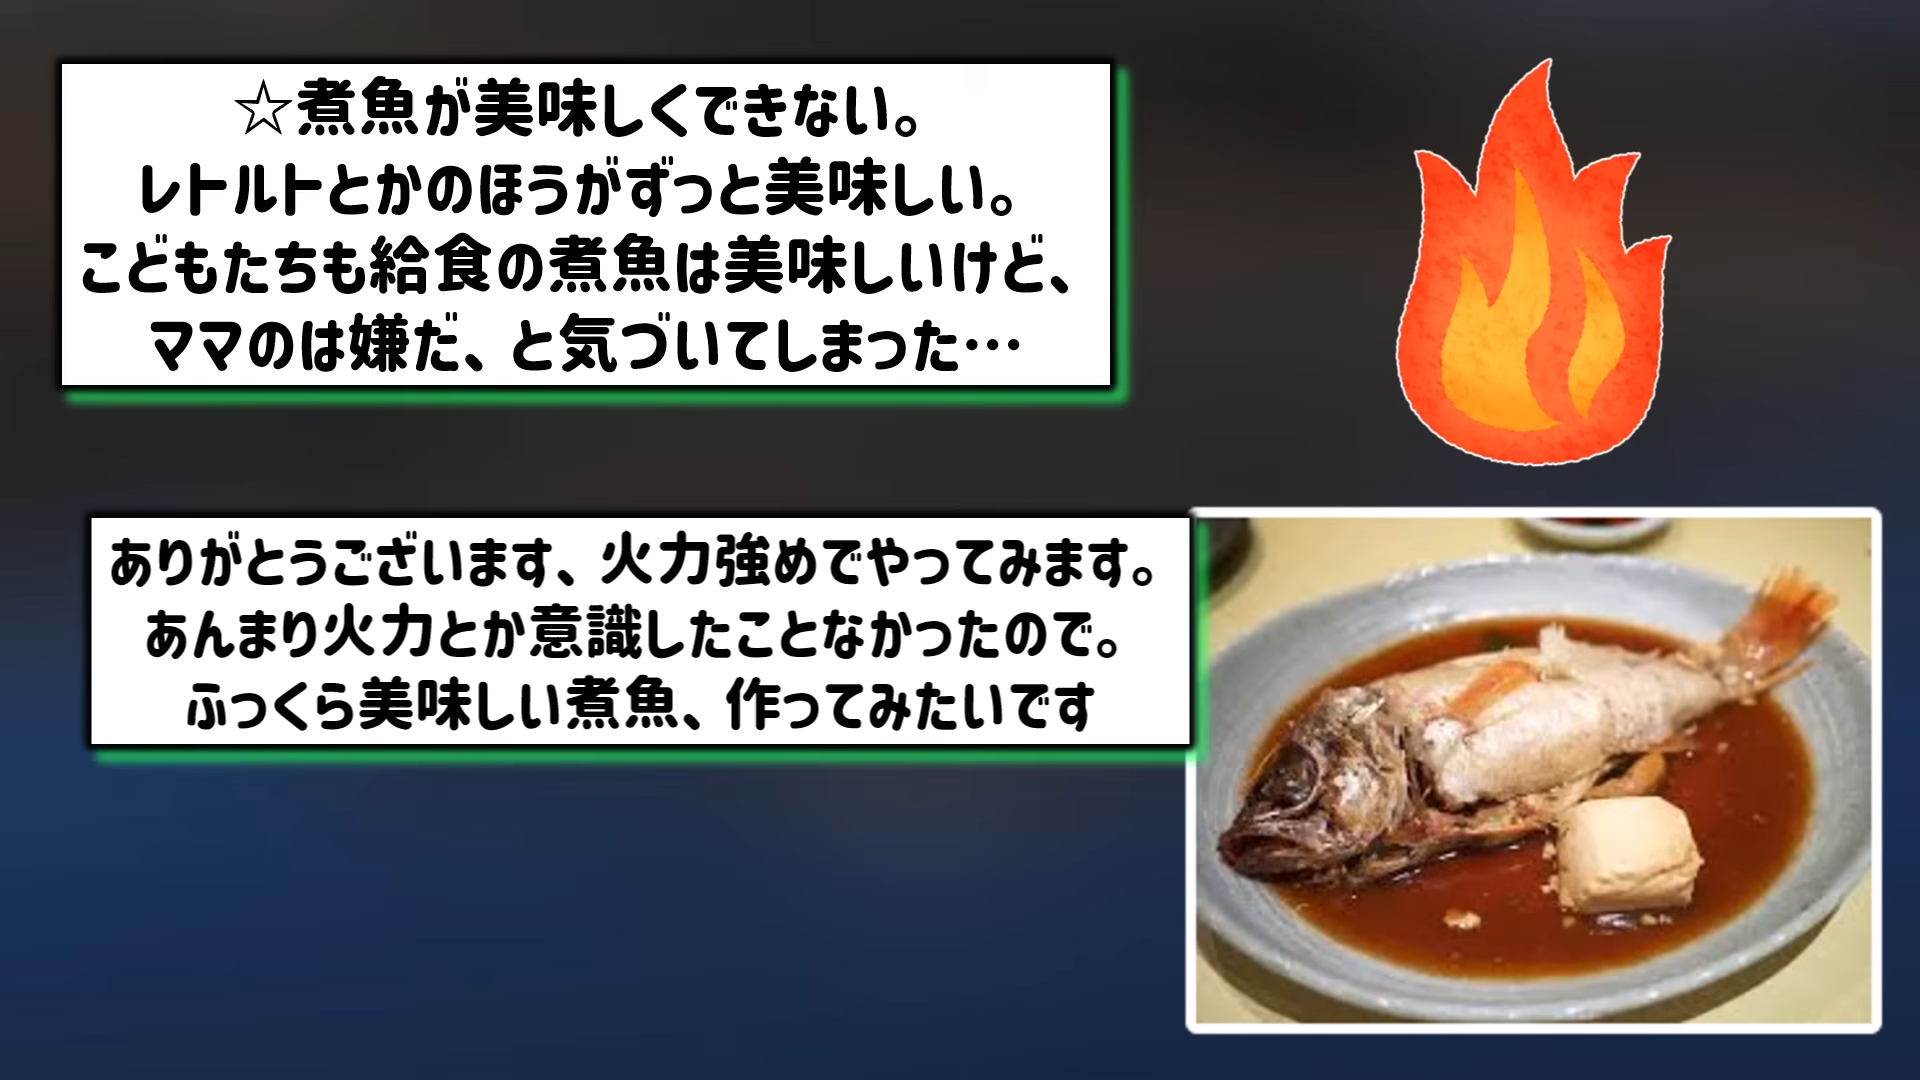 ☆煮魚が美味しくできない。
レトルトとかのほうがずっと美味しい。
こどもたちも給食の煮魚は美味しいけど、
ママのは嫌だ、と気づいてしまった…
ありがとうございます、火力強めでやってみます。
あんまり火力とか意識したことなかったので。
ふっくら美味しい煮魚、作ってみたいです